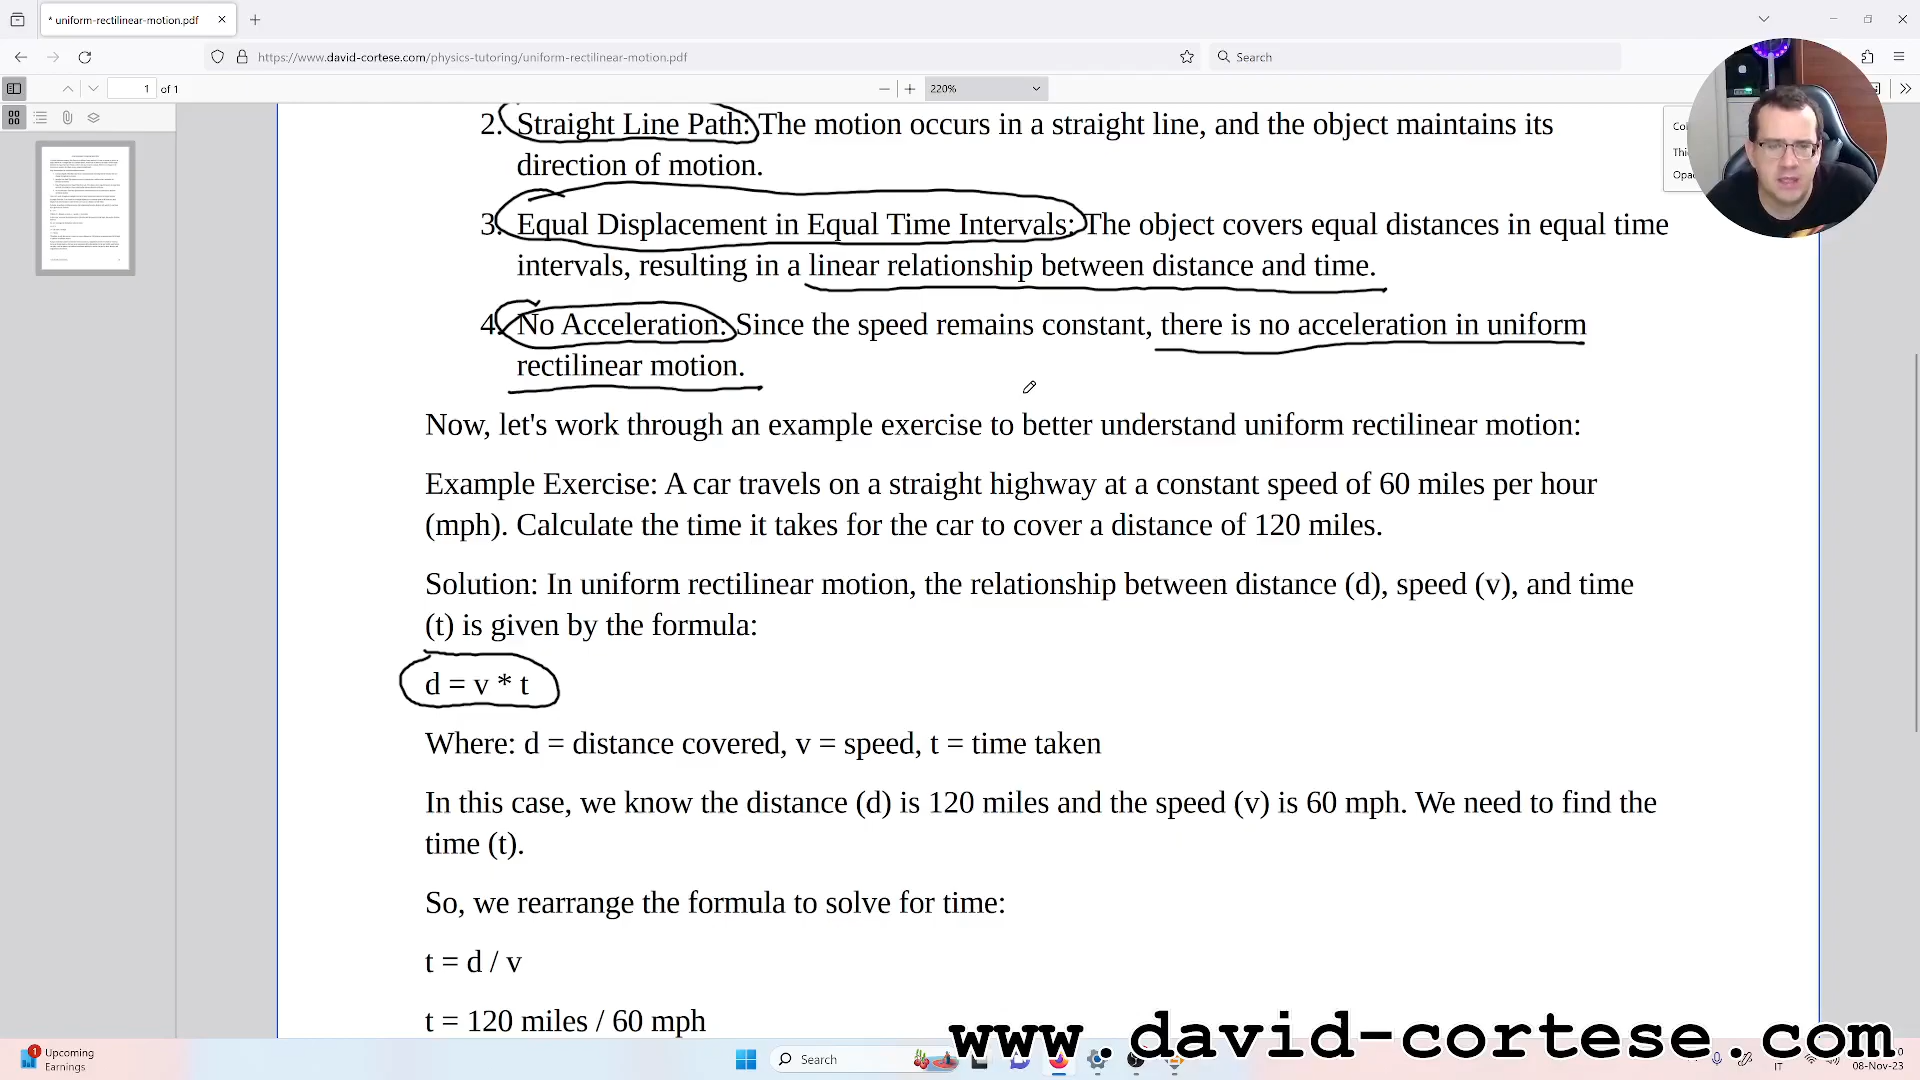 * uniform-rectilinear-motion.pdf
https://www.david-cortese.com/physics-tutoring/uniform-rectilinear-motion.pdf
Search
1 of 1
220%
2. Straight Line Path: The motion occurs in a straight line, and the object maintains its
direction of motion.
3. Equal Displacement in Equal Time Intervals: The object covers equal distances in equal time
intervals, resulting in a linear relationship between distance and time.
4. No Acceleration: Since the speed remains constant, there is no acceleration in uniform
rectilinear motion.
Now, let's work through an example exercise to better understand uniform rectilinear motion:
Example Exercise: A car travels on a straight highway at a constant speed of 60 miles per hour
(mph). Calculate the time it takes for the car to cover a distance of 120 miles.
Solution: In uniform rectilinear motion, the relationship between distance (d), speed (v), and time
(t) is given by the formula:
d = v * t
Where: d = distance covered, v = speed, t = time taken
In this case, we know the distance (d) is 120 miles and the speed (v) is 60 mph. We need to find the
time (t).
So, we rearrange the formula to solve for time:
t = d / v
t = 120 miles / 60 mph
www.david-cortese.com
1
Upcoming
Earnings
Search
IT
08-Nov-23